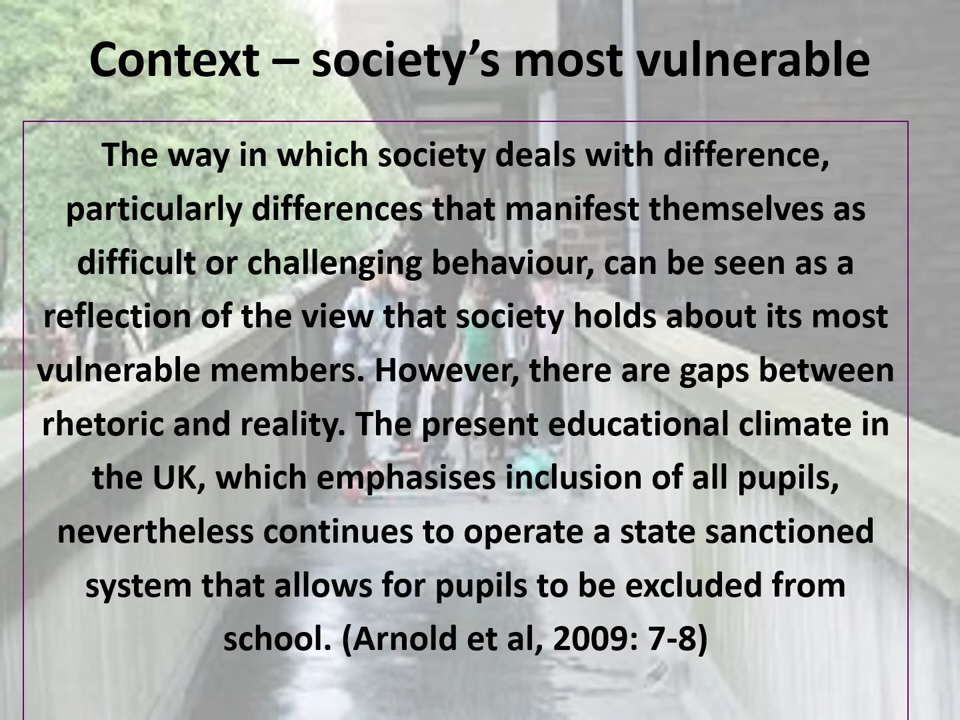 Context – society’s most vulnerable
The way in which society deals with difference,
particularly differences that manifest themselves as
difficult or challenging behaviour, can be seen as a
reflection of the view that society holds about its most
vulnerable members. However, there are gaps between
rhetoric and reality. The present educational climate in
the UK, which emphasises inclusion of all pupils,
nevertheless continues to operate a state sanctioned
system that allows for pupils to be excluded from
school. (Arnold et al, 2009: 7-8)